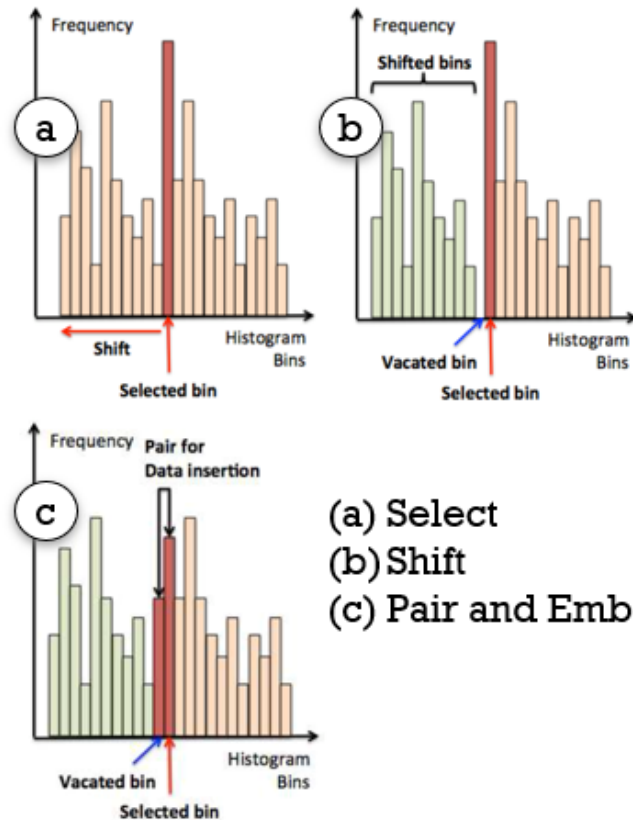 Frequency
a
Shift
Histogram
Bins
Selected bin
Frequency
Shifted bins
b
Histogram
Bins
Vacated bin
Selected bin
Frequency
Pair for
Data insertion
c
Histogram
Bins
Vacated bin
Selected bin
(a) Select
(b) Shift
(c) Pair and Emb